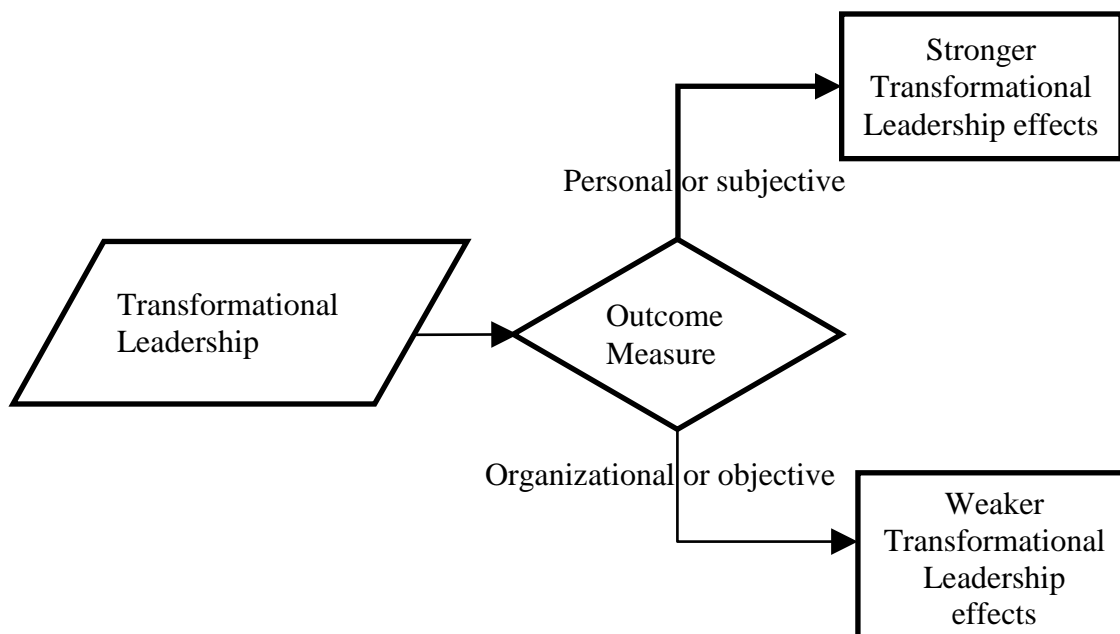 Stronger
Transformational
Leadership effects
Personal or subjective
Transformational
Leadership
Outcome
Measure
Organizational or objective
Weaker
Transformational
Leadership
effects